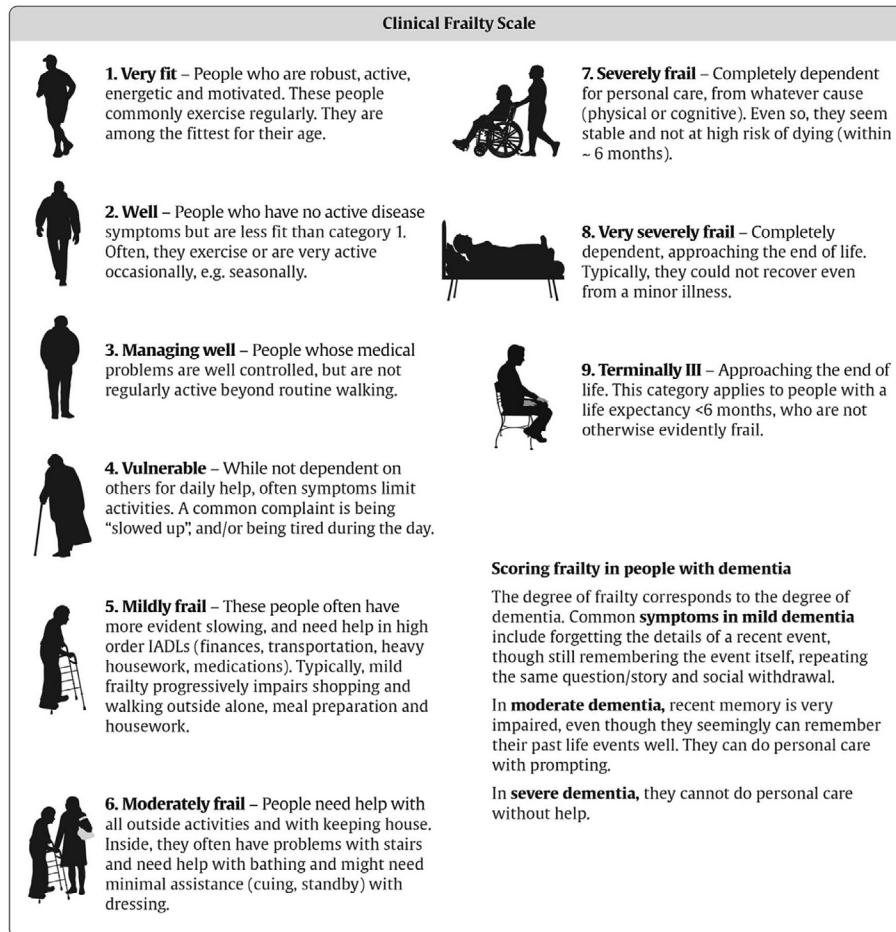 Clinical Frailty Scale
1. Very fit – People who are robust, active,
energetic and motivated. These people
commonly exercise regularly. They are
among the fittest for their age.
2. Well – People who have no active disease
symptoms but are less fit than category 1.
Often, they exercise or are very active
occasionally, e.g. seasonally.
3. Managing well – People whose medical
problems are well controlled, but are not
regularly active beyond routine walking.
4. Vulnerable – While not dependent on
others for daily help, often symptoms limit
activities. A common complaint is being
“slowed up”, and/or being tired during the day.
5. Mildly frail – These people often have
more evident slowing, and need help in high
order IADLs (finances, transportation, heavy
housework, medications). Typically, mild
frailty progressively impairs shopping and
walking outside alone, meal preparation and
housework.
6. Moderately frail – People need help with
all outside activities and with keeping house.
Inside, they often have problems with stairs
and need help with bathing and might need
minimal assistance (cuing, standby) with
dressing.
7. Severely frail – Completely dependent
for personal care, from whatever cause
(physical or cognitive). Even so, they seem
stable and not at high risk of dying (within
~ 6 months).
8. Very severely frail – Completely
dependent, approaching the end of life.
Typically, they could not recover even
from a minor illness.
9. Terminally III – Approaching the end of
life. This category applies to people with a
life expectancy <6 months, who are not
otherwise evidently frail.
Scoring frailty in people with dementia
The degree of frailty corresponds to the degree of
dementia. Common symptoms in mild dementia
include forgetting the details of a recent event,
though still remembering the event itself, repeating
the same question/story and social withdrawal.
In moderate dementia, recent memory is very
impaired, even though they seemingly can remember
their past life events well. They can do personal care
with prompting.
In severe dementia, they cannot do personal care
without help.